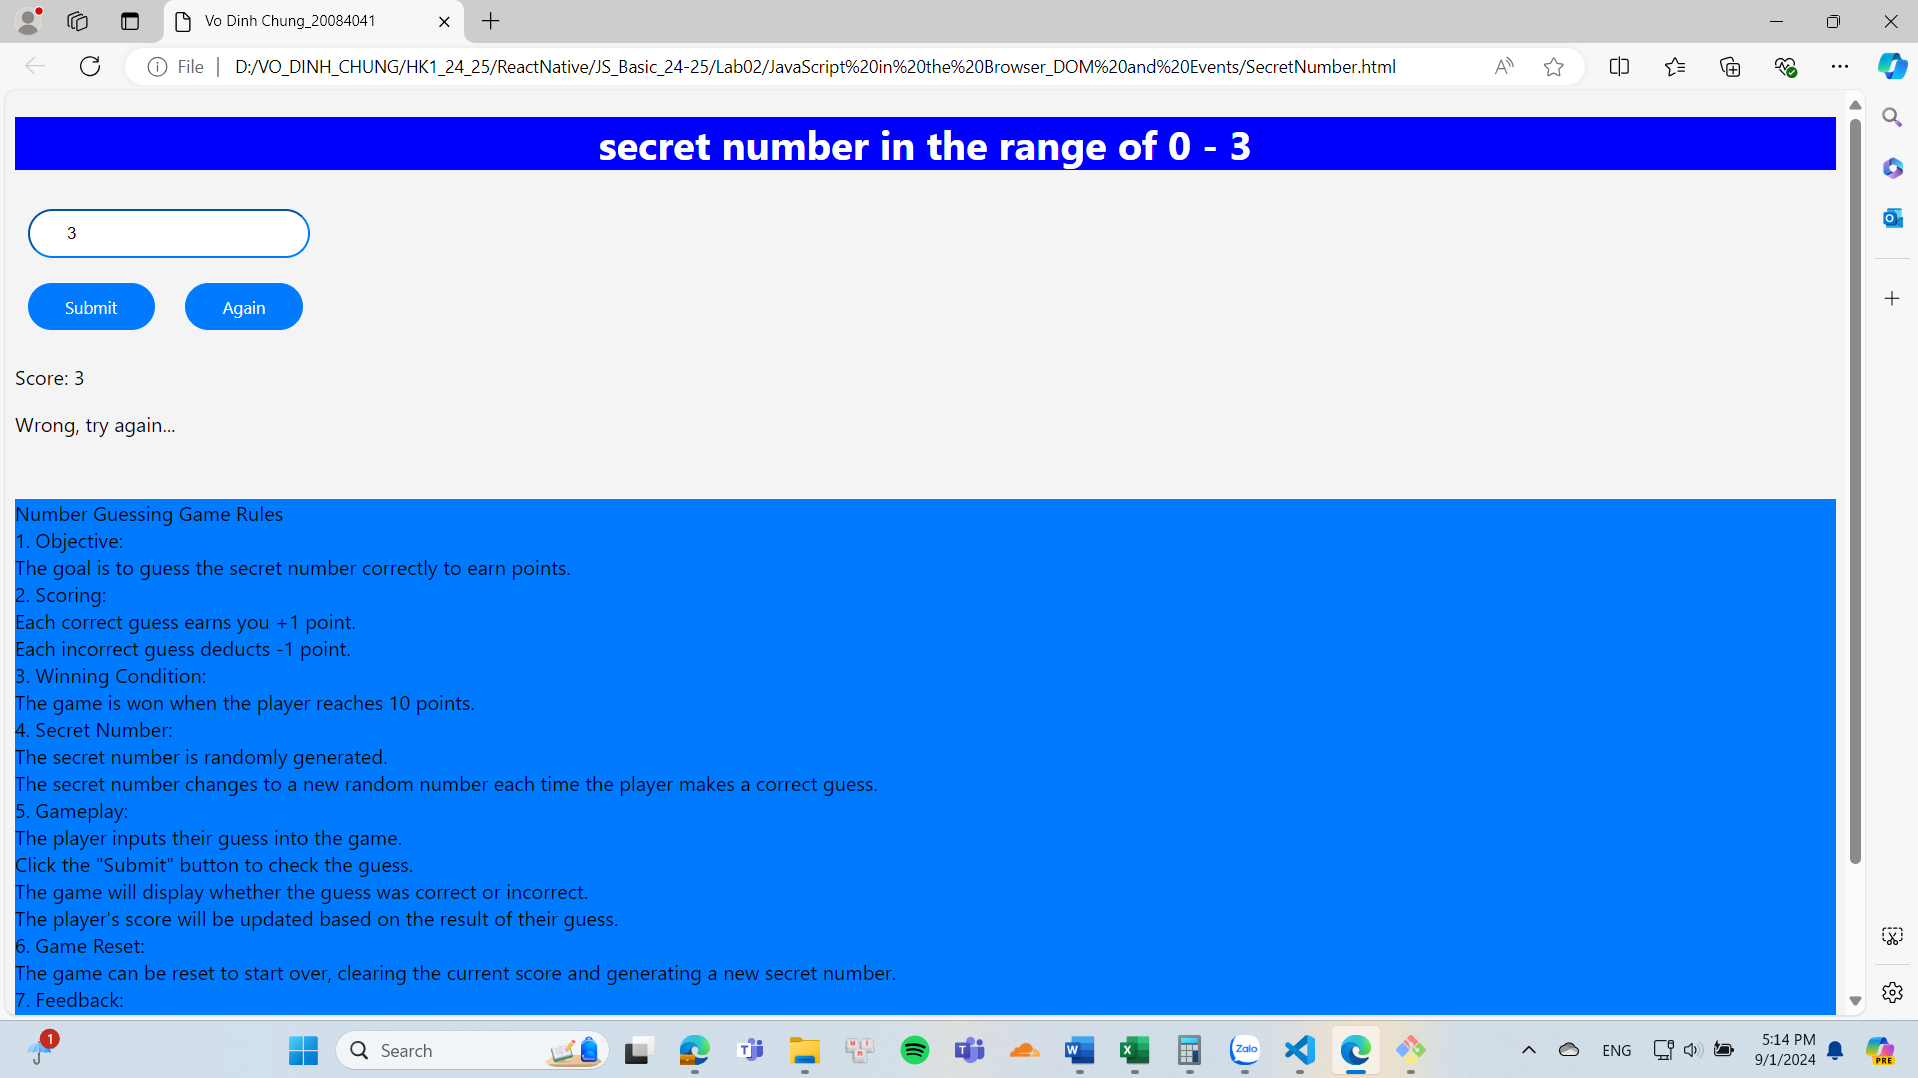 Vo Dinh Chung_20084041
File
D:/VO_DINH_CHUNG/HK1_24_25/ReactNative/JS_Basic_24-25/Lab02/JavaScript%20in%20the%20Browser_DOM%20and%20Events/SecretNumber.html
secret number in the range of 0 - 3
3
Submit Again
Score: 3
Wrong, try again...
Number Guessing Game Rules
1. Objective:
The goal is to guess the secret number correctly to earn points.
2. Scoring:
Each correct guess earns you +1 point.
Each incorrect guess deducts -1 point.
3. Winning Condition:
The game is won when the player reaches 10 points.
4. Secret Number:
The secret number is randomly generated.
The secret number changes to a new random number each time the player makes a correct guess.
5. Gameplay:
The player inputs their guess into the game.
Click the "Submit" button to check the guess.
The game will display whether the guess was correct or incorrect.
The player's score will be updated based on the result of their guess.
6. Game Reset:
The game can be reset to start over, clearing the current score and generating a new secret number.
7. Feedback:
1
Search
Zalo
ENG
5:14 PM
9/1/2024
PRE